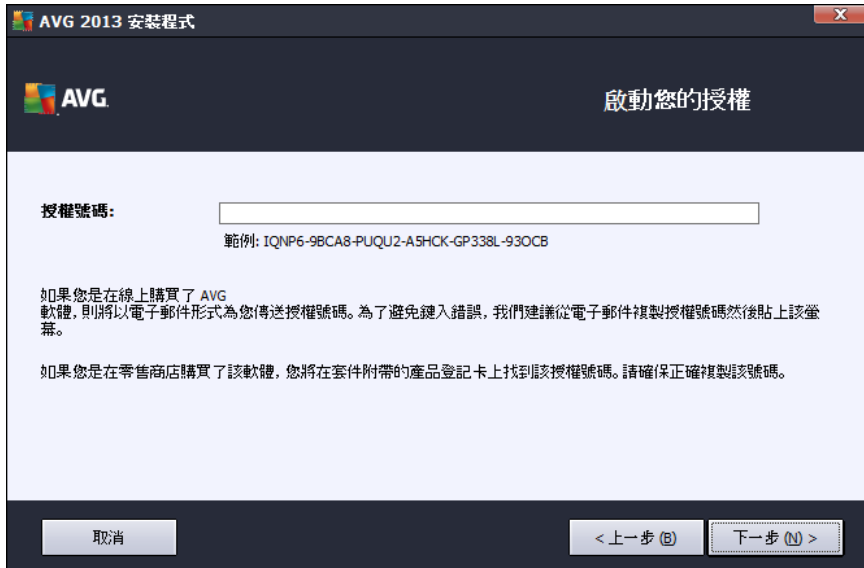 AVG 2013 安裝程式
AVG.
啟動您的授權
授權號碼:
範例: IQNP6-9BCA8-PUQU2-A5HCK-GP338L-93OCB
如果您是在線上購買了 AVG
軟體, 則將以電子郵件形式為您傳送授權號碼。為了避免鍵入錯誤, 我們建議從電子郵件複製授權號碼然後貼上該螢
幕。
如果您是在零售商店購買了該軟體, 您將在套件附帶的產品登記卡上找到該授權號碼。請確保正確複製該號碼。
取消
< 上一步 (B)
下一步 (N) >